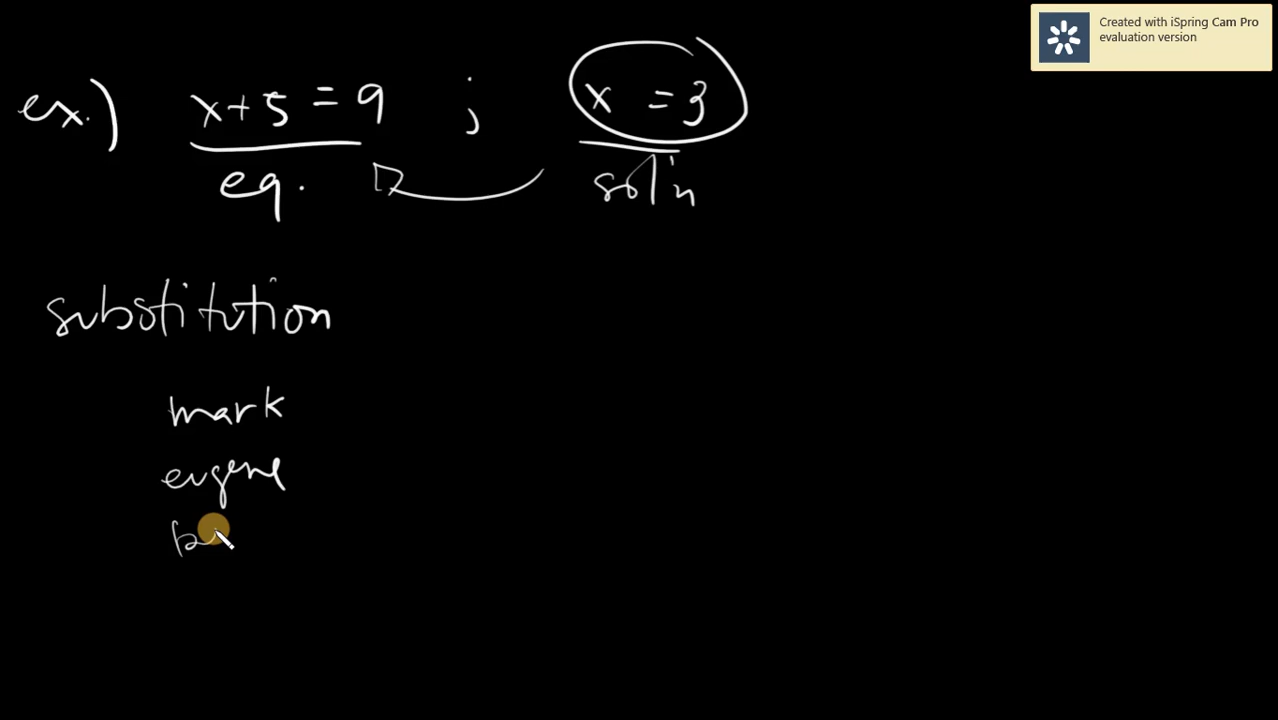 ex.) x+5 = 9 ; x = 3
eq. sol'n
substitution
mark
eugene
Created with iSpring Cam Pro
evaluation version